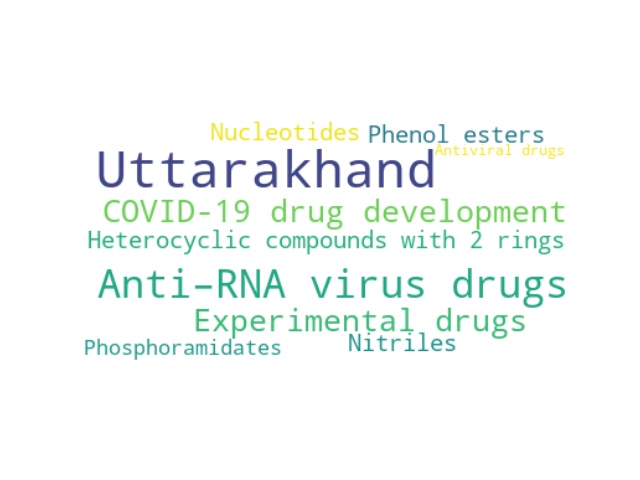 Nucleotides Phenol esters
Antiviral drugs
Uttarakhand
COVID-19 drug development
Heterocyclic compounds with 2 rings
Anti–RNA virus drugs
Experimental drugs
Nitriles
Phosphoramidates